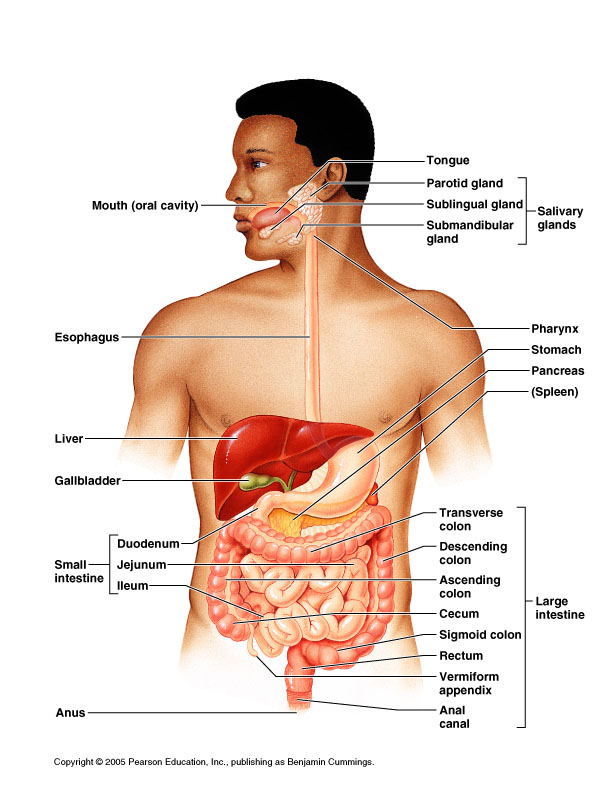 Tongue
Parotid gland
Mouth (oral cavity)
Sublingual gland
Salivary
glands
Submandibular
gland
Pharynx
Esophagus
Stomach
Pancreas
(Spleen)
Liver
Gallbladder
Transverse
colon
Duodenum
Descending
colon
Small
intestine
Jejunum
Ileum
Ascending
colon
Large
intestine
Cecum
Sigmoid colon
Rectum
Vermiform
appendix
Anus
Anal
canal
Copyright © 2005 Pearson Education, Inc., publishing as Benjamin Cummings.